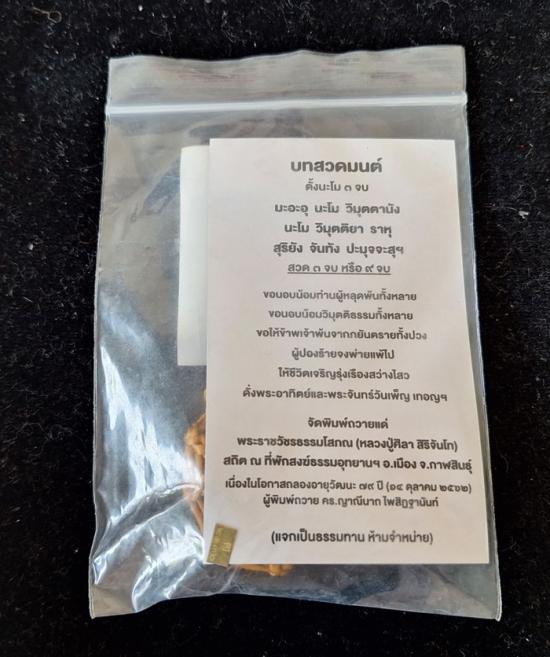 บทสวดมนต์
ตั้งนะโม ๓ จบ
มะอะอุ นะโม วิมุตตานัง
นะโม วิมุตติยา ราหุ
สุริยัง จันทัง ปะมุจจะสุฯ
สวด ๓ จบ หรือ ๙ จบ
ขอนอบน้อมท่านผู้หลุดพ้นทั้งหลาย
ขอนอบน้อมวิมุตติธรรมทั้งหลาย
ขอให้ข้าพเจ้าพ้นจากภยันตรายทั้งปวง
ผู้ปองร้ายจงพ่ายแพ้ไป
ให้ชีวิตเจริญรุ่งเรืองสว่างไสว
ดั่งพระอาทิตย์และพระจันทร์วันเพ็ญ เทอญฯ
จัดพิมพ์ถวายแด่
พระราชวัชรธรรมโสภณ (หลวงปู่ศิลา สิริจันโท)
สถิต ณ ที่พักสงฆ์ธรรมอุทยานฯ อ.เมือง จ.กาฬสินธุ์
เนื่องในโอกาสฉลองอายุวัฒนะ ๗๙ ปี (๑๔ ตุลาคม ๒๕๖๒)
ผู้พิมพ์ถวาย ดร.ญาณีนาถ ไพสิฏฐานันท์
(แจกเป็นธรรมทาน ห้ามจำหน่าย)